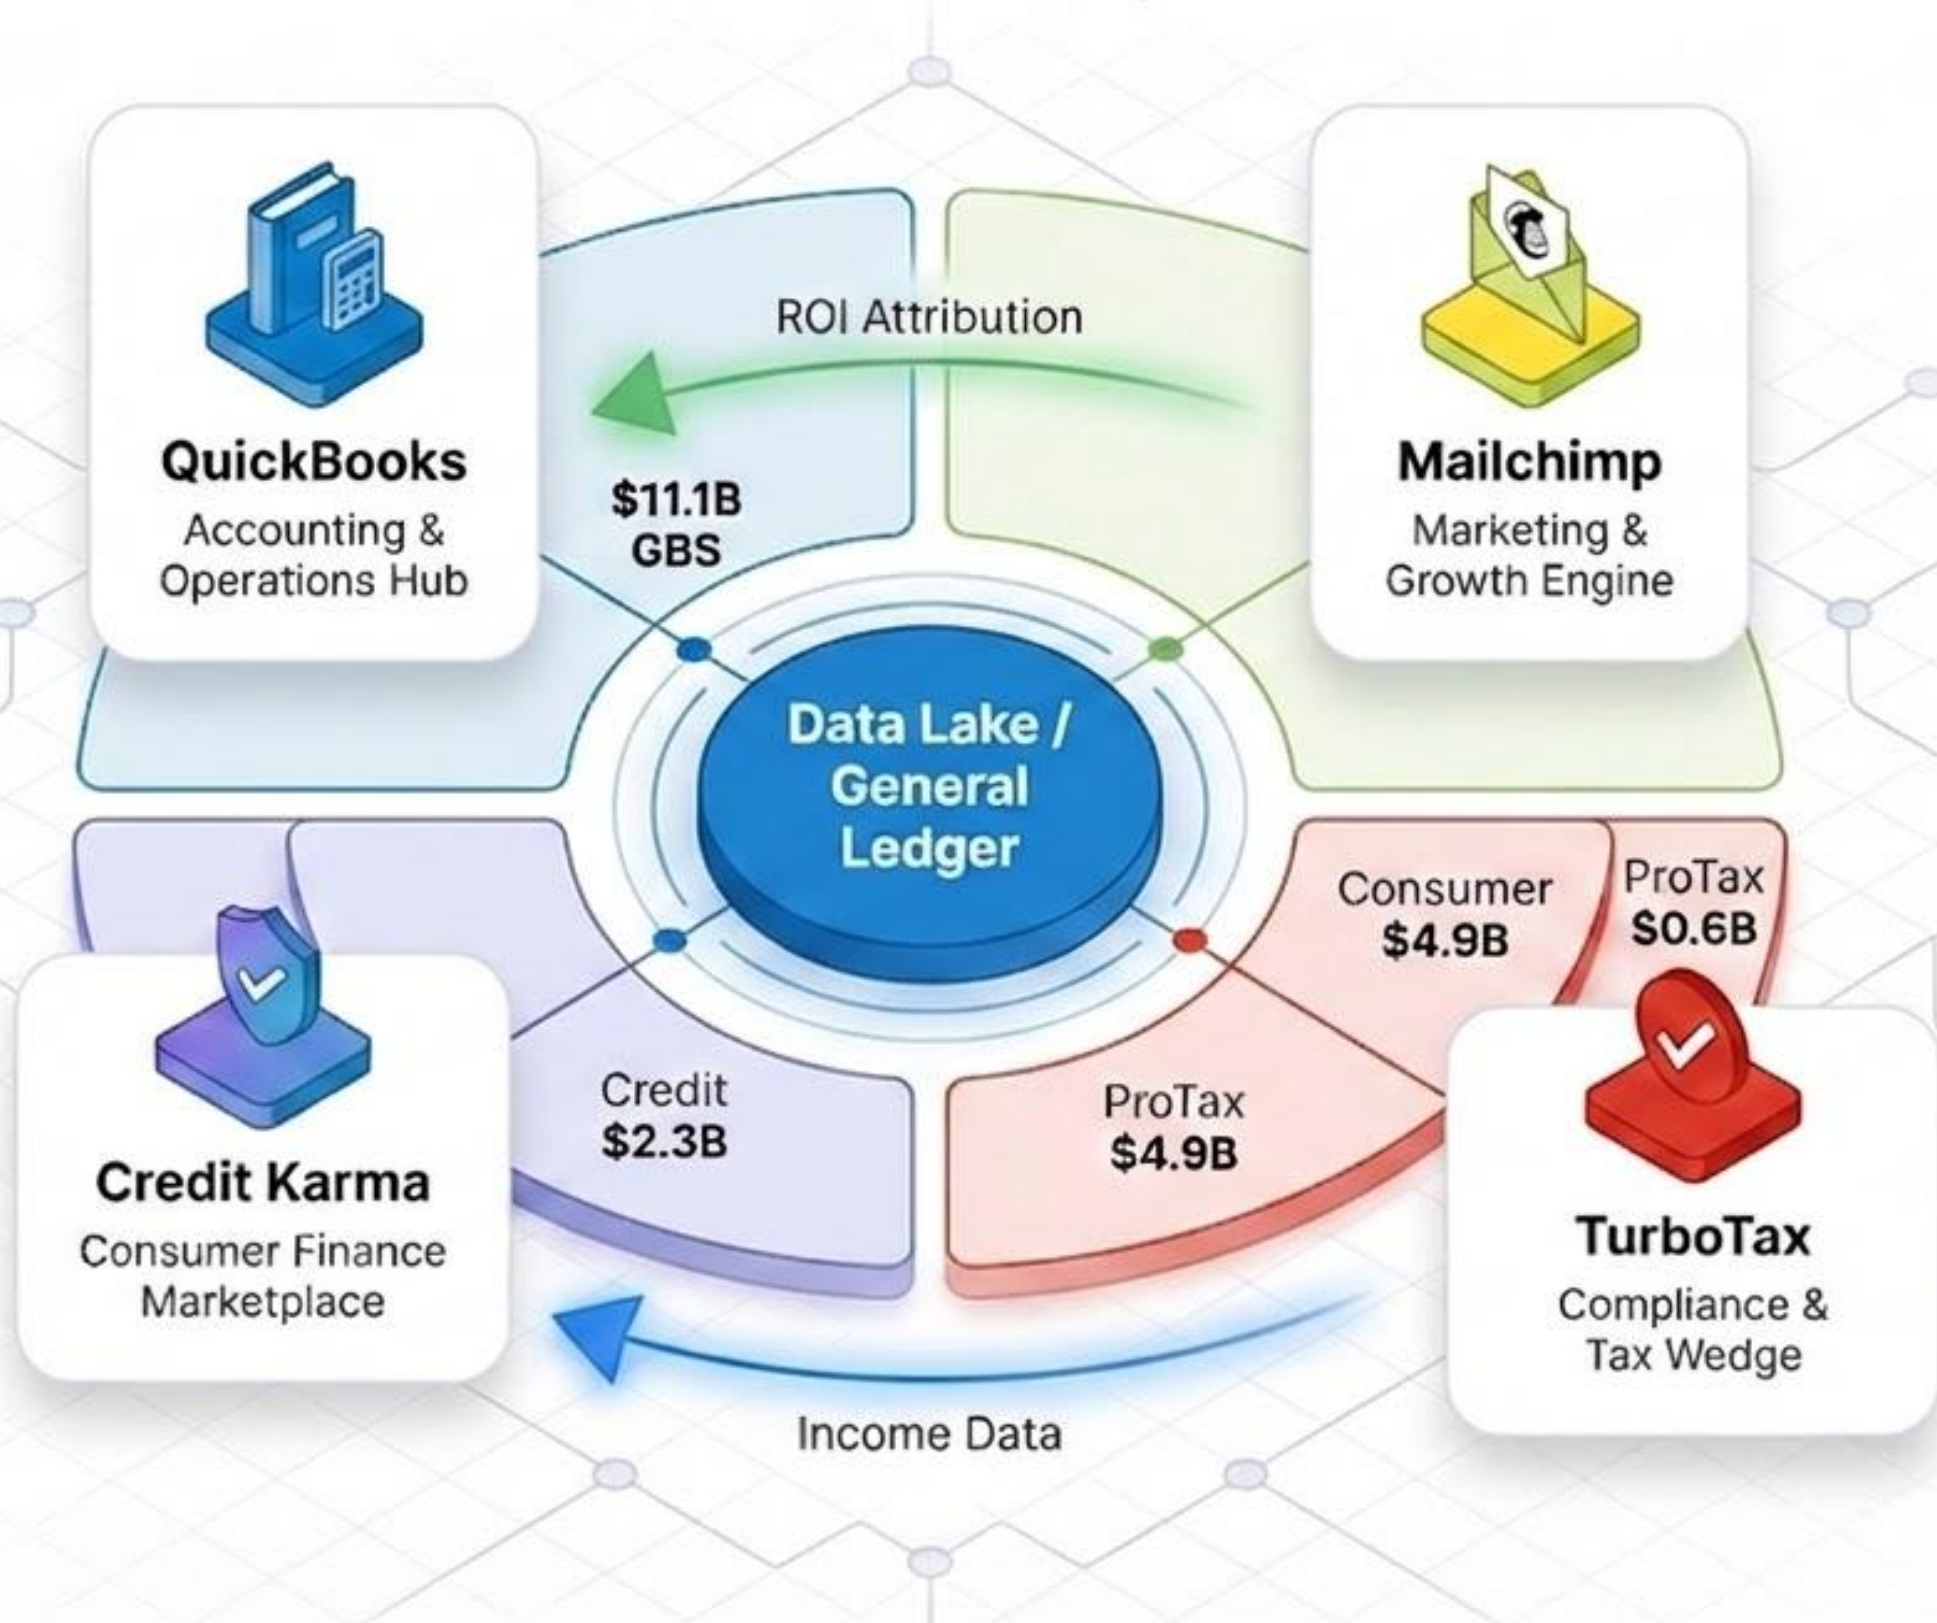 ROI Attribution
QuickBooks
Accounting &
Operations Hub
$11.1B
GBS
Mailchimp
Marketing &
Growth Engine
Data Lake /
General
Ledger
Consumer
$4.9B
ProTax
$0.6B
Credit
$2.3B
ProTax
$4.9B
Credit Karma
Consumer Finance
Marketplace
TurboTax
Compliance &
Tax Wedge
Income Data